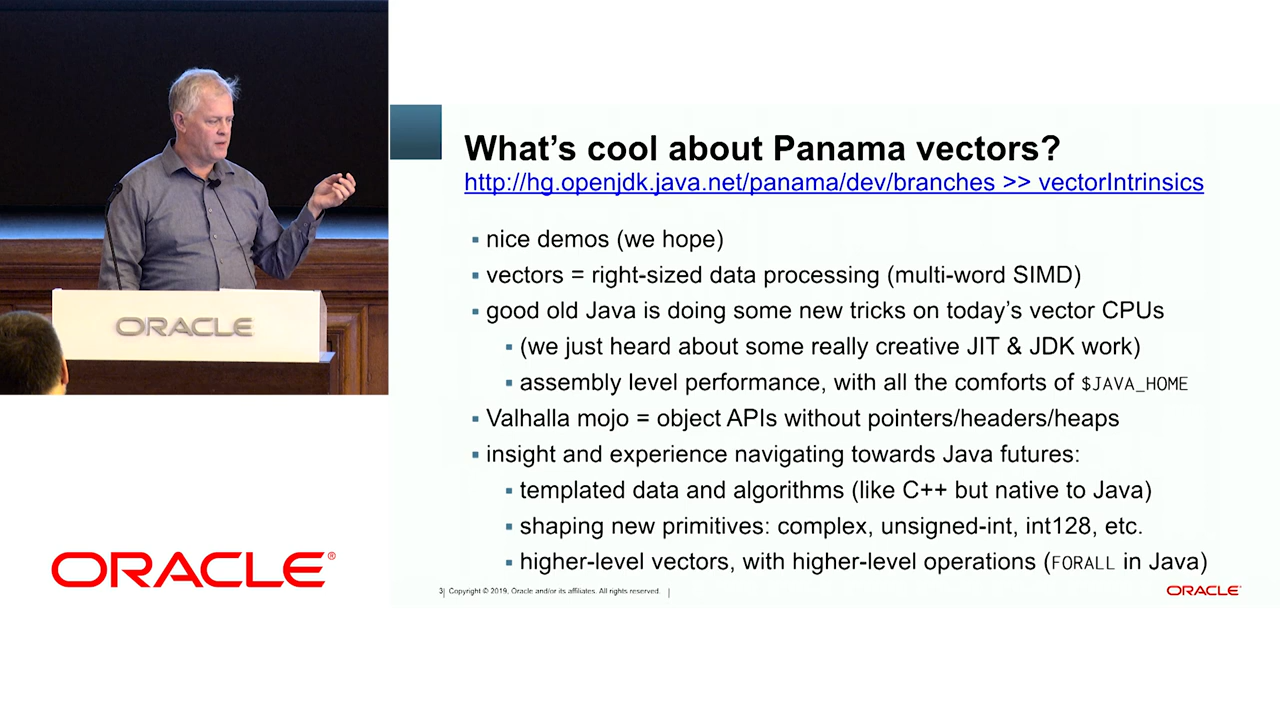 ORACLE
ORACLE®
What's cool about Panama vectors?
http://hg.openjdk.java.net/panama/dev/branches >> vectorIntrinsics
▪ nice demos (we hope)
▪ vectors = right-sized data processing (multi-word SIMD)
▪ good old Java is doing some new tricks on today's vector CPUs
▪ (we just heard about some really creative JIT & JDK work)
▪ assembly level performance, with all the comforts of $JAVA_HOME
▪ Valhalla mojo = object APIs without pointers/headers/heaps
▪ insight and experience navigating towards Java futures:
▪ templated data and algorithms (like C++ but native to Java)
▪ shaping new primitives: complex, unsigned-int, int128, etc.
▪ higher-level vectors, with higher-level operations (FORALL in Java)
3| Copyright © 2019, Oracle and/or its affiliates. All rights reserved. |
ORACLE